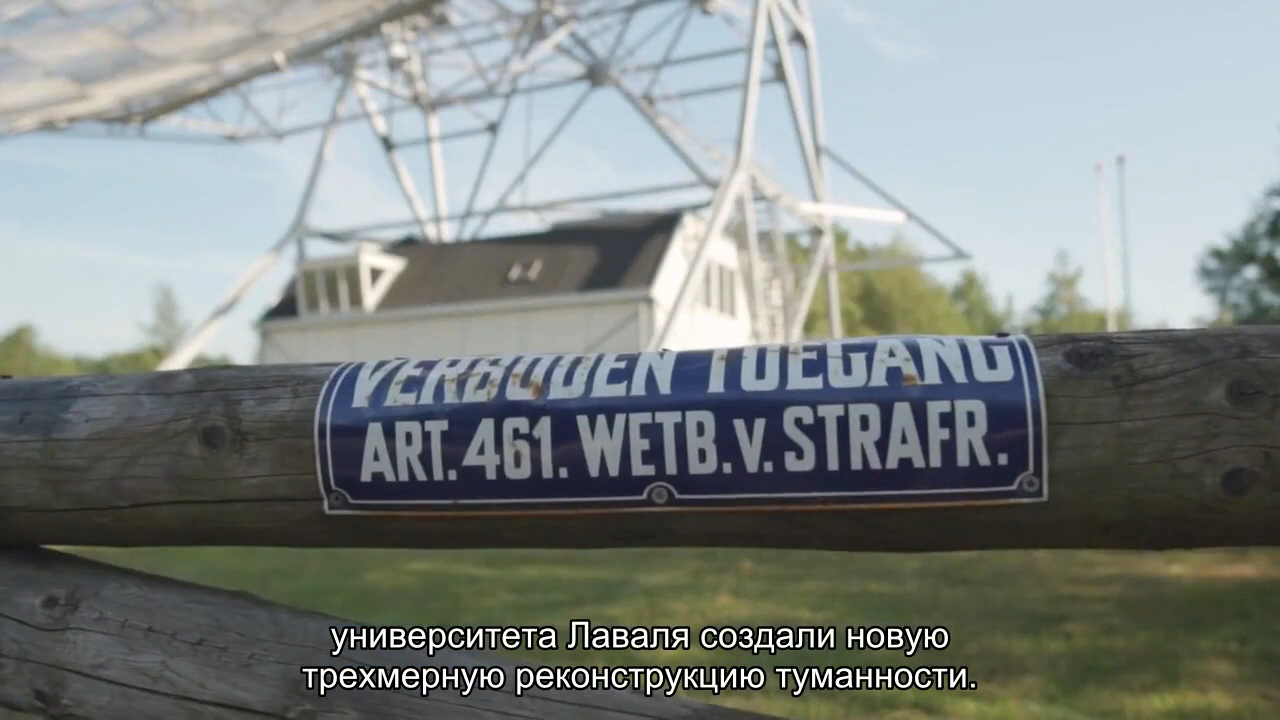 VERBODEN TOEGANG
ART. 461. WETB. v. STRAFR.
университета Лаваля создали новую
трехмерную реконструкцию туманности.